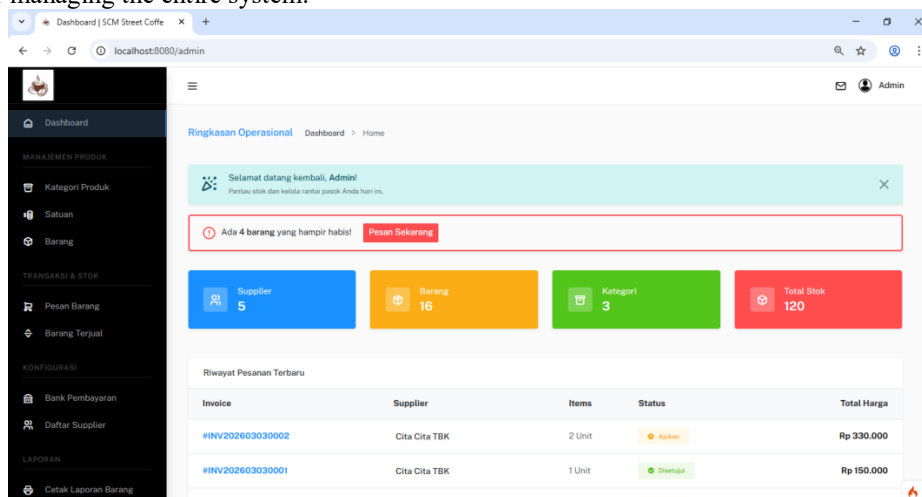 managing the entire system.
Dashboard | SCM Street Coffe
localhost:8080/admin
Admin
Dashboard
Ringkasan Operasional Dashboard > Home
MANAJEMEN PRODUK
Kategori Produk
Satuan
Barang
TRANSAKSI & STOK
Pesan Barang
Barang Terjual
KONFIGURASI
Bank Pembayaran
Daftar Supplier
LAPORAN
Cetak Laporan Barang
Selamat datang kembali, Admin!
Pantau stok dan kelola rantai pasok Anda hari ini.
Ada 4 barang yang hampir habis! Pesan Sekarang
Supplier
5
Barang
16
Kategori
3
Total Stok
120
Riwayat Pesanan Terbaru
Invoice Supplier Items Status Total Harga
#INV202603030002 Cita Cita TBK 2 Unit Ajukan Rp 330.000
#INV202603030001 Cita Cita TBK 1 Unit Disetujui Rp 150.000